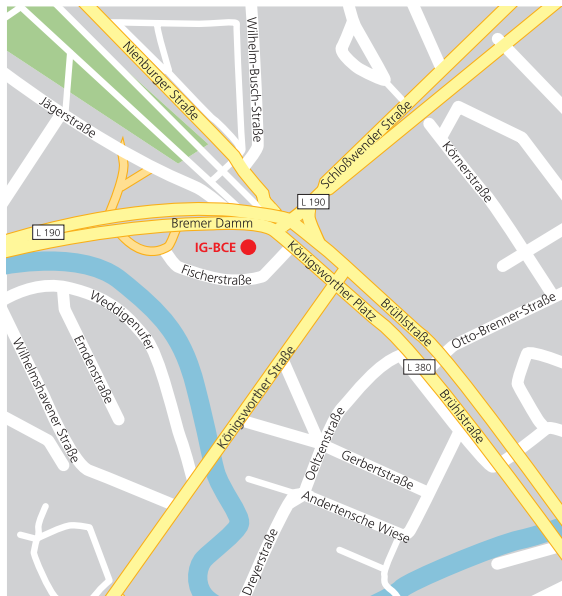 Nienburger Straße
Wilhelm-Busch-Straße
Jägerstraße
Schloßwender Straße
Körnerstraße
L 190
L 190
Bremer Damm
IG-BCE
Fischerstraße
Königsworther Platz
Weddigenufer
Brühlstraße
Otto-Brenner-Straße
Emdenstraße
Wilhelmshavener Straße
Königsworther Straße
L 380
Brühlstraße
Oeltzenstraße
Gerbertstraße
Andertensche Wiese
Dreyerstraße